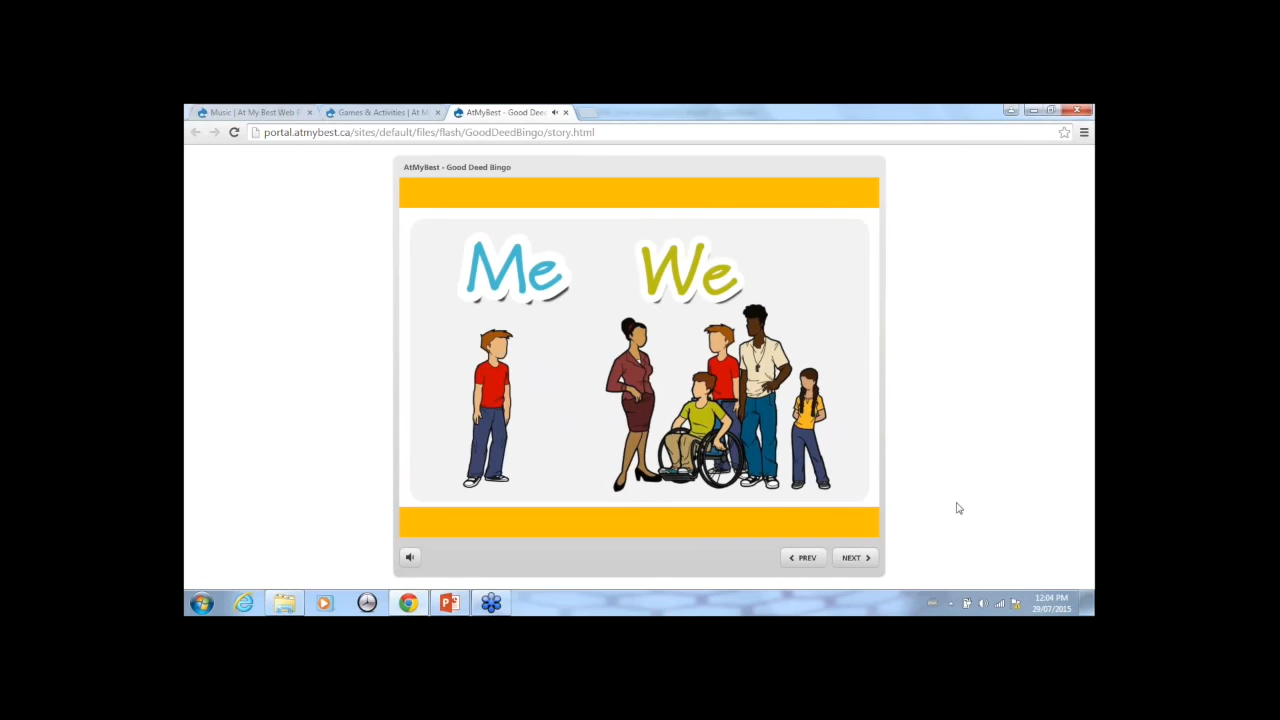 Music | At My Best Web P
Games & Activities | At M
AtMyBest - Good Deed
portal.atmybest.ca/sites/default/files/flash/GoodDeedBingo/story.html
AtMyBest - Good Deed Bingo
Me We
PREV NEXT
12:04 PM
29/07/2015